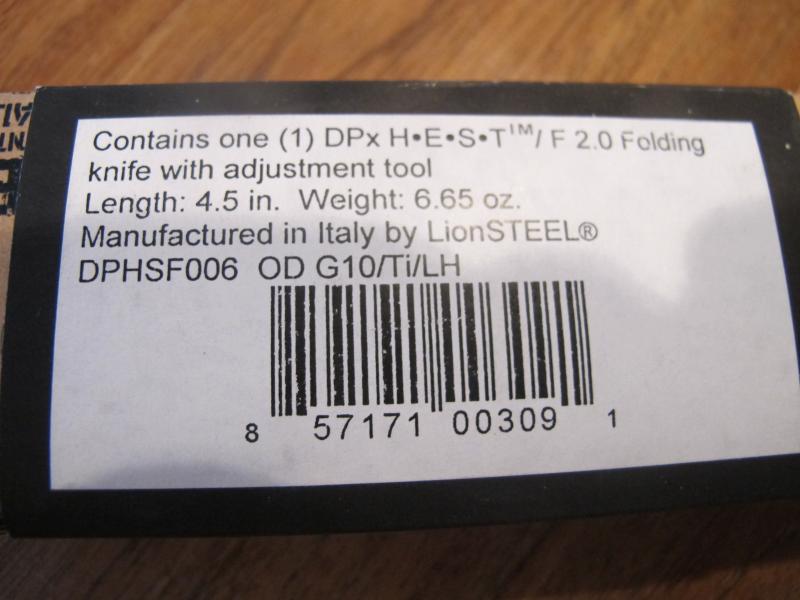 Contains one (1) DPx H•E•S•T™/ F 2.0 Folding
knife with adjustment tool
Length: 4.5 in. Weight: 6.65 oz.
Manufactured in Italy by LionSTEEL®
DPHSF006 OD G10/Ti/LH
8 57171 00309 1